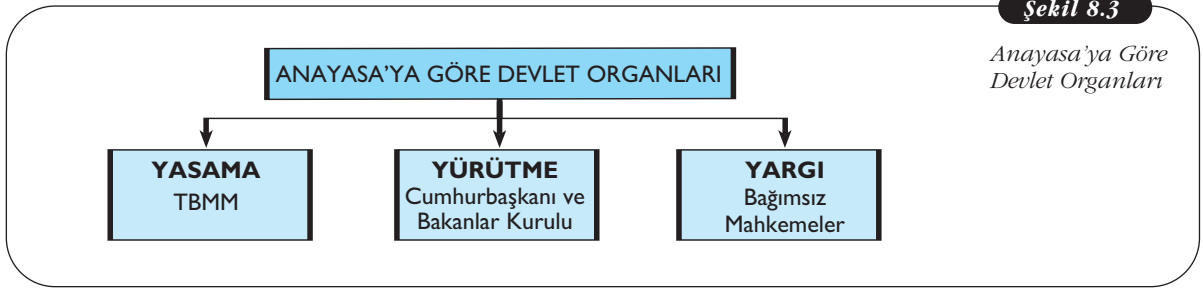 Şekil 8.3
Anayasa'ya Göre
Devlet Organları
ANAYASA'YA GÖRE DEVLET ORGANLARI
YASAMA
TBMM
YÜRÜTME
Cumhurbaşkanı ve
Bakanlar Kurulu
YARGI
Bağımsız
Mahkemeler